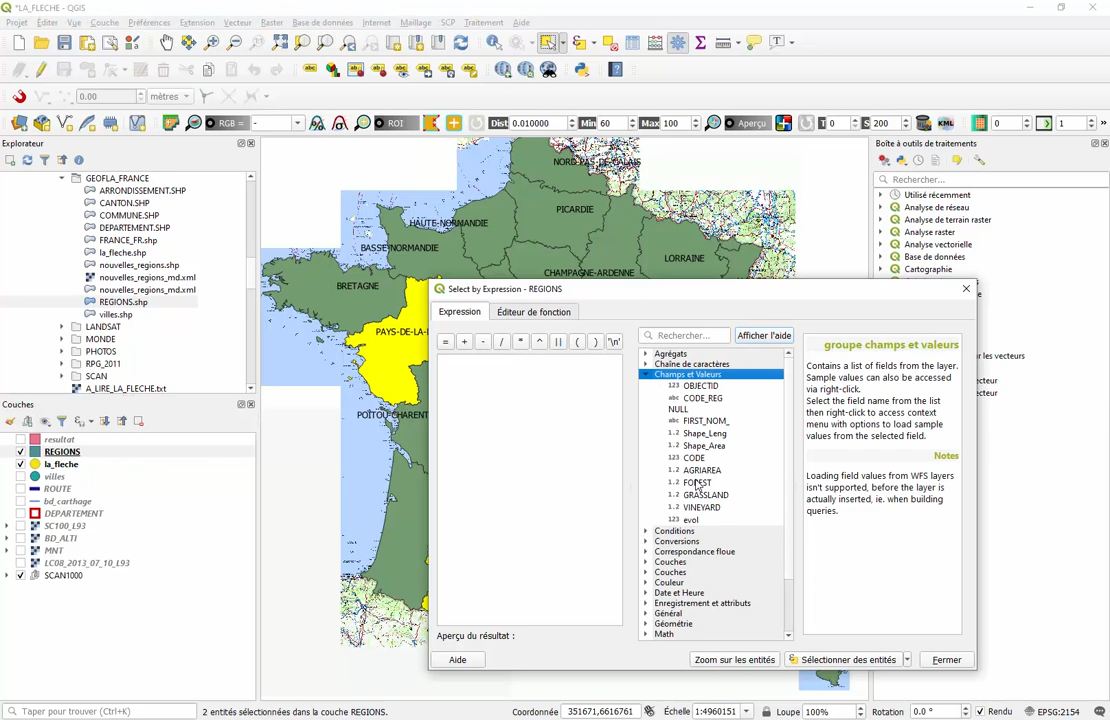 *LA_FLECHE - QGIS
Projet Éditer Vue Couche Préférences Extension Vecteur Raster Base de données Internet Maillage SCP Traitement Aide
0.00 mètres
RGB = - ROI Dist 0.010000 Min 60 Max 100 Aperçu T 0 S 200 KML 0 1
Explorateur
GEOFLA_FRANCE
ARRONDISSEMENT.SHP
CANTON.SHP
COMMUNE.SHP
DEPARTEMENT.SHP
FRANCE_FR.shp
la_fleche.shp
nouvelles_regions.shp
nouvelles_regions_md.xml
nouvelles_regions_md.xml
REGIONS.shp
villes.shp
LANDSAT
MONDE
PHOTOS
RPG_2011
SCAN
A_LIRE_LA_FLECHE.txt
Couches
resultat
REGIONS
la_fleche
villes
ROUTE
bd_carthage
DEPARTEMENT
SC100_L93
BD_ALTI
MNT
LC08_2013_07_10_L93
SCAN1000
NORD-PAS-DE-CALAIS
PICARDIE
HAUTE-NORMANDIE
BASSE-NORMANDIE
LORRAINE
CHAMPAGNE-ARDENNE
BRETAGNE
PAYS-DE-LA-L
POITOU-CHARENT
Select by Expression - REGIONS
Expression Éditeur de fonction
= + - / * ^ || ( ) '\n'
Aperçu du résultat :
Rechercher... Afficher l'aide
Agrégats
Chaîne de caractères
Champs et Valeurs
123 OBJECTID
abc CODE_REG
NULL
abc FIRST_NOM_
1.2 Shape_Leng
1.2 Shape_Area
123 CODE
1.2 AGRIAREA
1.2 FOREST
1.2 GRASSLAND
1.2 VINEYARD
123 evol
Conditions
Conversions
Correspondance floue
Couches
Couches
Couleur
Date et Heure
Enregistrement et attributs
Général
Géométrie
Math
groupe champs et valeurs
Contains a list of fields from the layer.
Sample values can also be accessed
via right-click.
Select the field name from the list
then right-click to access context
menu with options to load sample
values from the selected field.
Notes
Loading field values from WFS layers
isn't supported, before the layer is
actually inserted, ie. when building
queries.
Aide Zoom sur les entités Sélectionner des entités Fermer
Boîte à outils de traitements
Rechercher...
Utilisé récemment
Analyse de réseau
Analyse de terrain raster
Analyse raster
Analyse vectorielle
Base de données
Cartographie
es vecteurs
ecteur
ecteur
Taper pour trouver (Ctrl+K) 2 entités sélectionnées dans la couche REGIONS. Coordonnée 351671,6616761 Échelle 1:4960151 Loupe 100% Rotation 0.0 ° Rendu EPSG:2154